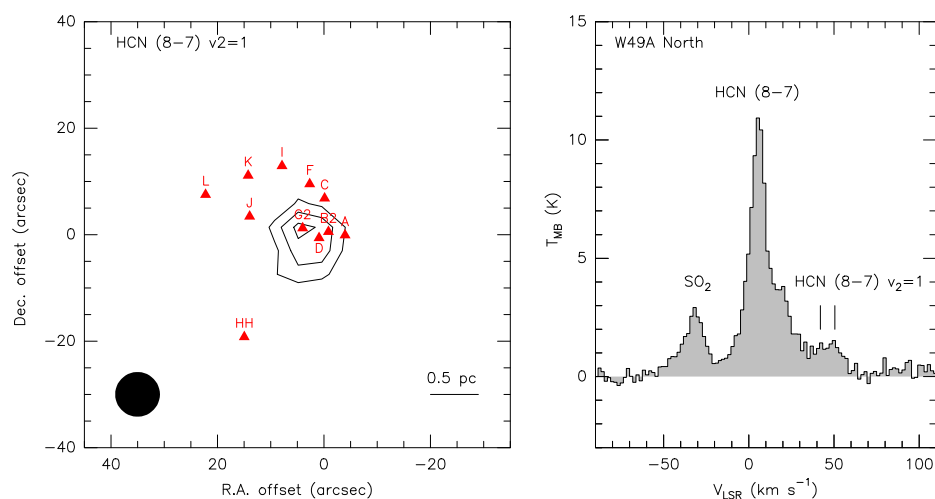 HCN (8−7) v2=1
40
20
0
−20
−40
40
20
0
−20
Dec. offset (arcsec)
R.A. offset (arcsec)
I
K
F
L
C
J
G2
B2
A
D
HH
0.5 pc
W49A North
15
10
5
0
−50
0
50
100
T_MB (K)
V_LSR (km s⁻¹)
HCN (8−7)
SO₂
HCN (8−7) v₂=1